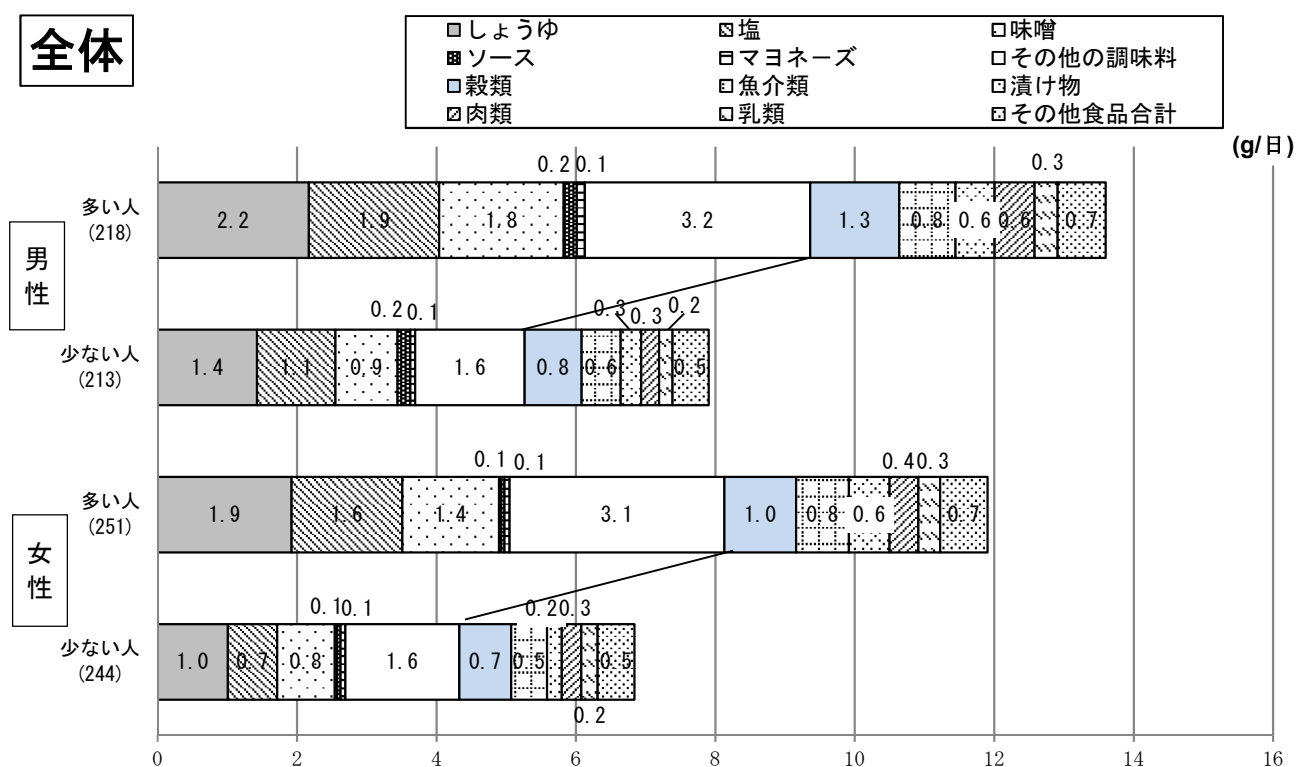 全体
しょうゆ 塩 味噌
ソース マヨネーズ その他の調味料
穀類 魚介類 漬け物
肉類 乳類 その他食品合計
(g/日)
0.2 0.1 0.3
男性
多い人
(218)
2.2 1.9 1.8 3.2 1.3 0.8 0.6 0.6 0.7
0.2 0.1 0.3 0.3 0.2
少ない人
(213)
1.4 1.1 0.9 1.6 0.8 0.6 0.5
0.1 0.1 0.4 0.3
女性
多い人
(251)
1.9 1.6 1.4 3.1 1.0 0.8 0.6 0.7
0.1 0.1 0.2 0.3
少ない人
(244)
1.0 0.7 0.8 1.6 0.7 0.5 0.5
0.2
0 2 4 6 8 10 12 14 16